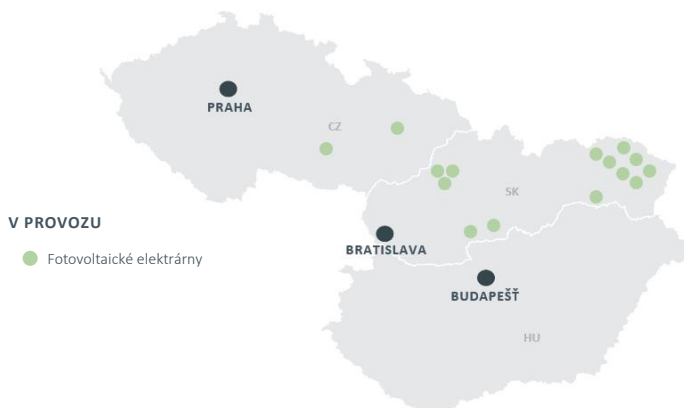 PRAHA
CZ
SK
V PROVOZU
Fotovoltaické elektrárny
BRATISLAVA
BUDAPEŠŤ
HU